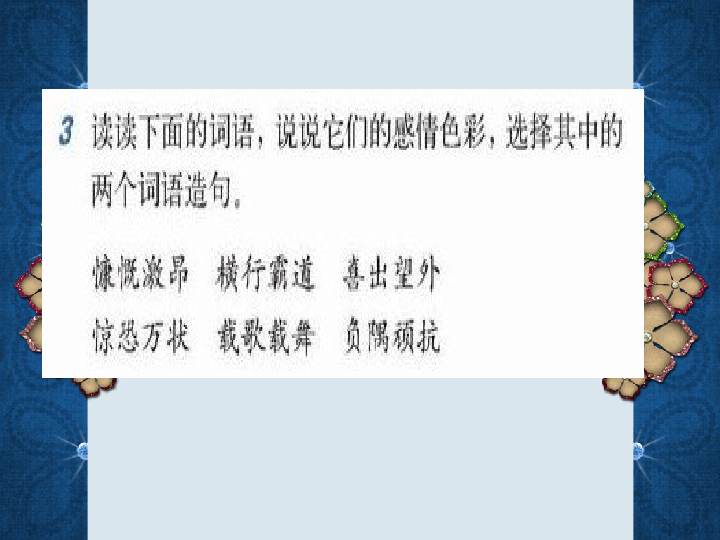 3 读读下面的词语，说说它们的感情色彩，选择其中的
两个词语造句。
慷慨激昂 横行霸道 喜出望外
惊恐万状 载歌载舞 负隅顽抗